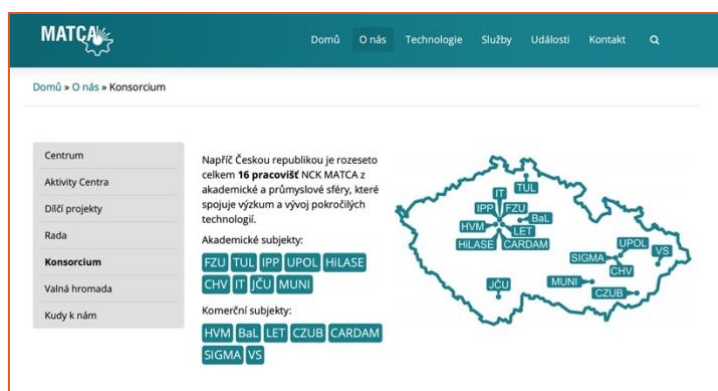 MATCA
Domů O nás Technologie Služby Události Kontakt
Domů » O nás » Konsorcium
Centrum
Aktivity Centra
Dílčí projekty
Rada
Konsorcium
Valná hromada
Kudy k nám
Napříč Českou republikou je rozeseto
celkem 16 pracovišť NCK MATCA z
akademické a průmyslové sféry, které
spojuje výzkum a vývoj pokročilých
technologií.
Akademické subjekty:
FZU TUL IPP UPOL HiLASE
CHV IT JČU MUNI
Komerční subjekty:
HVM BaL LET CZUB CARDAM
SIGMA VS
TUL
IT
IPP FZU
BaL
HVM LET
HiLASE CARDAM
UPOL
VS
SIGMA
CHV
JČU
MUNI
CZUB